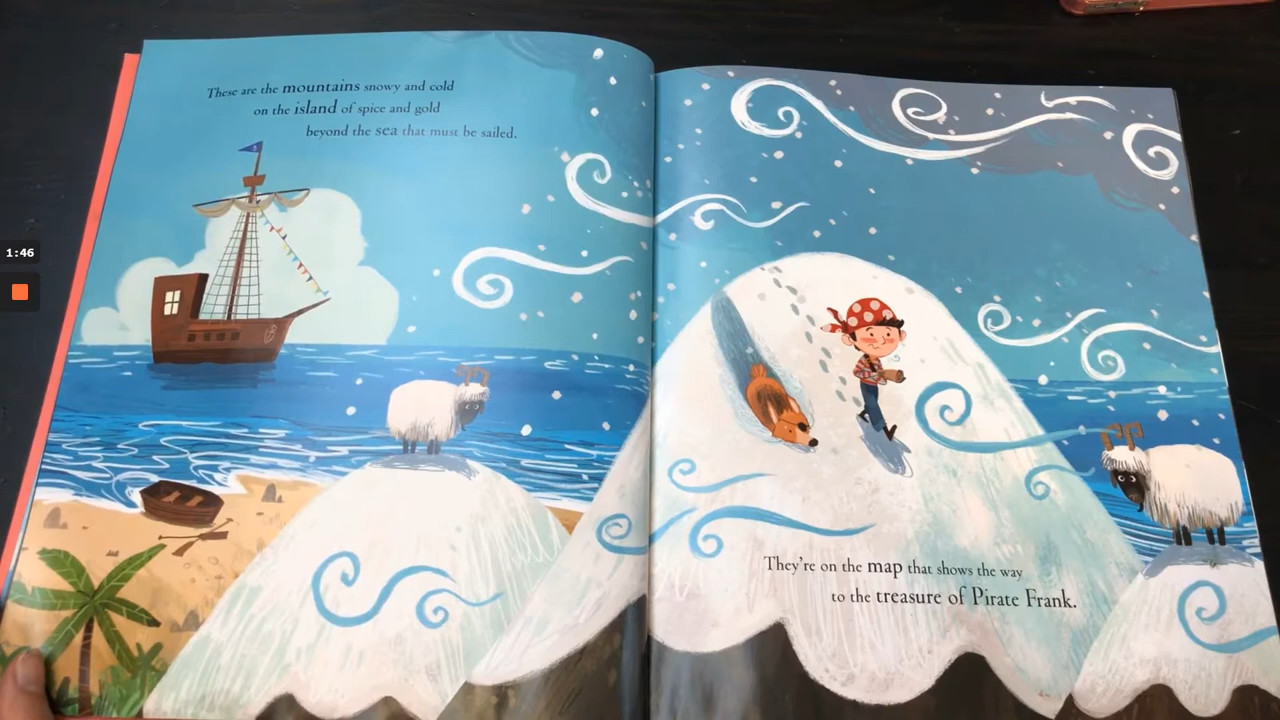 1:46
These are the mountains snowy and cold
on the island of spice and gold
beyond the sea that must be sailed.
They're on the map that shows the way
to the treasure of Pirate Frank.